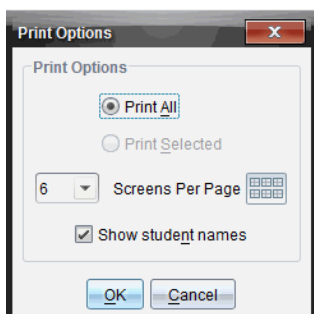 Print Options
Print Options
Print All
Print Selected
6 Screens Per Page
Show student names
OK Cancel